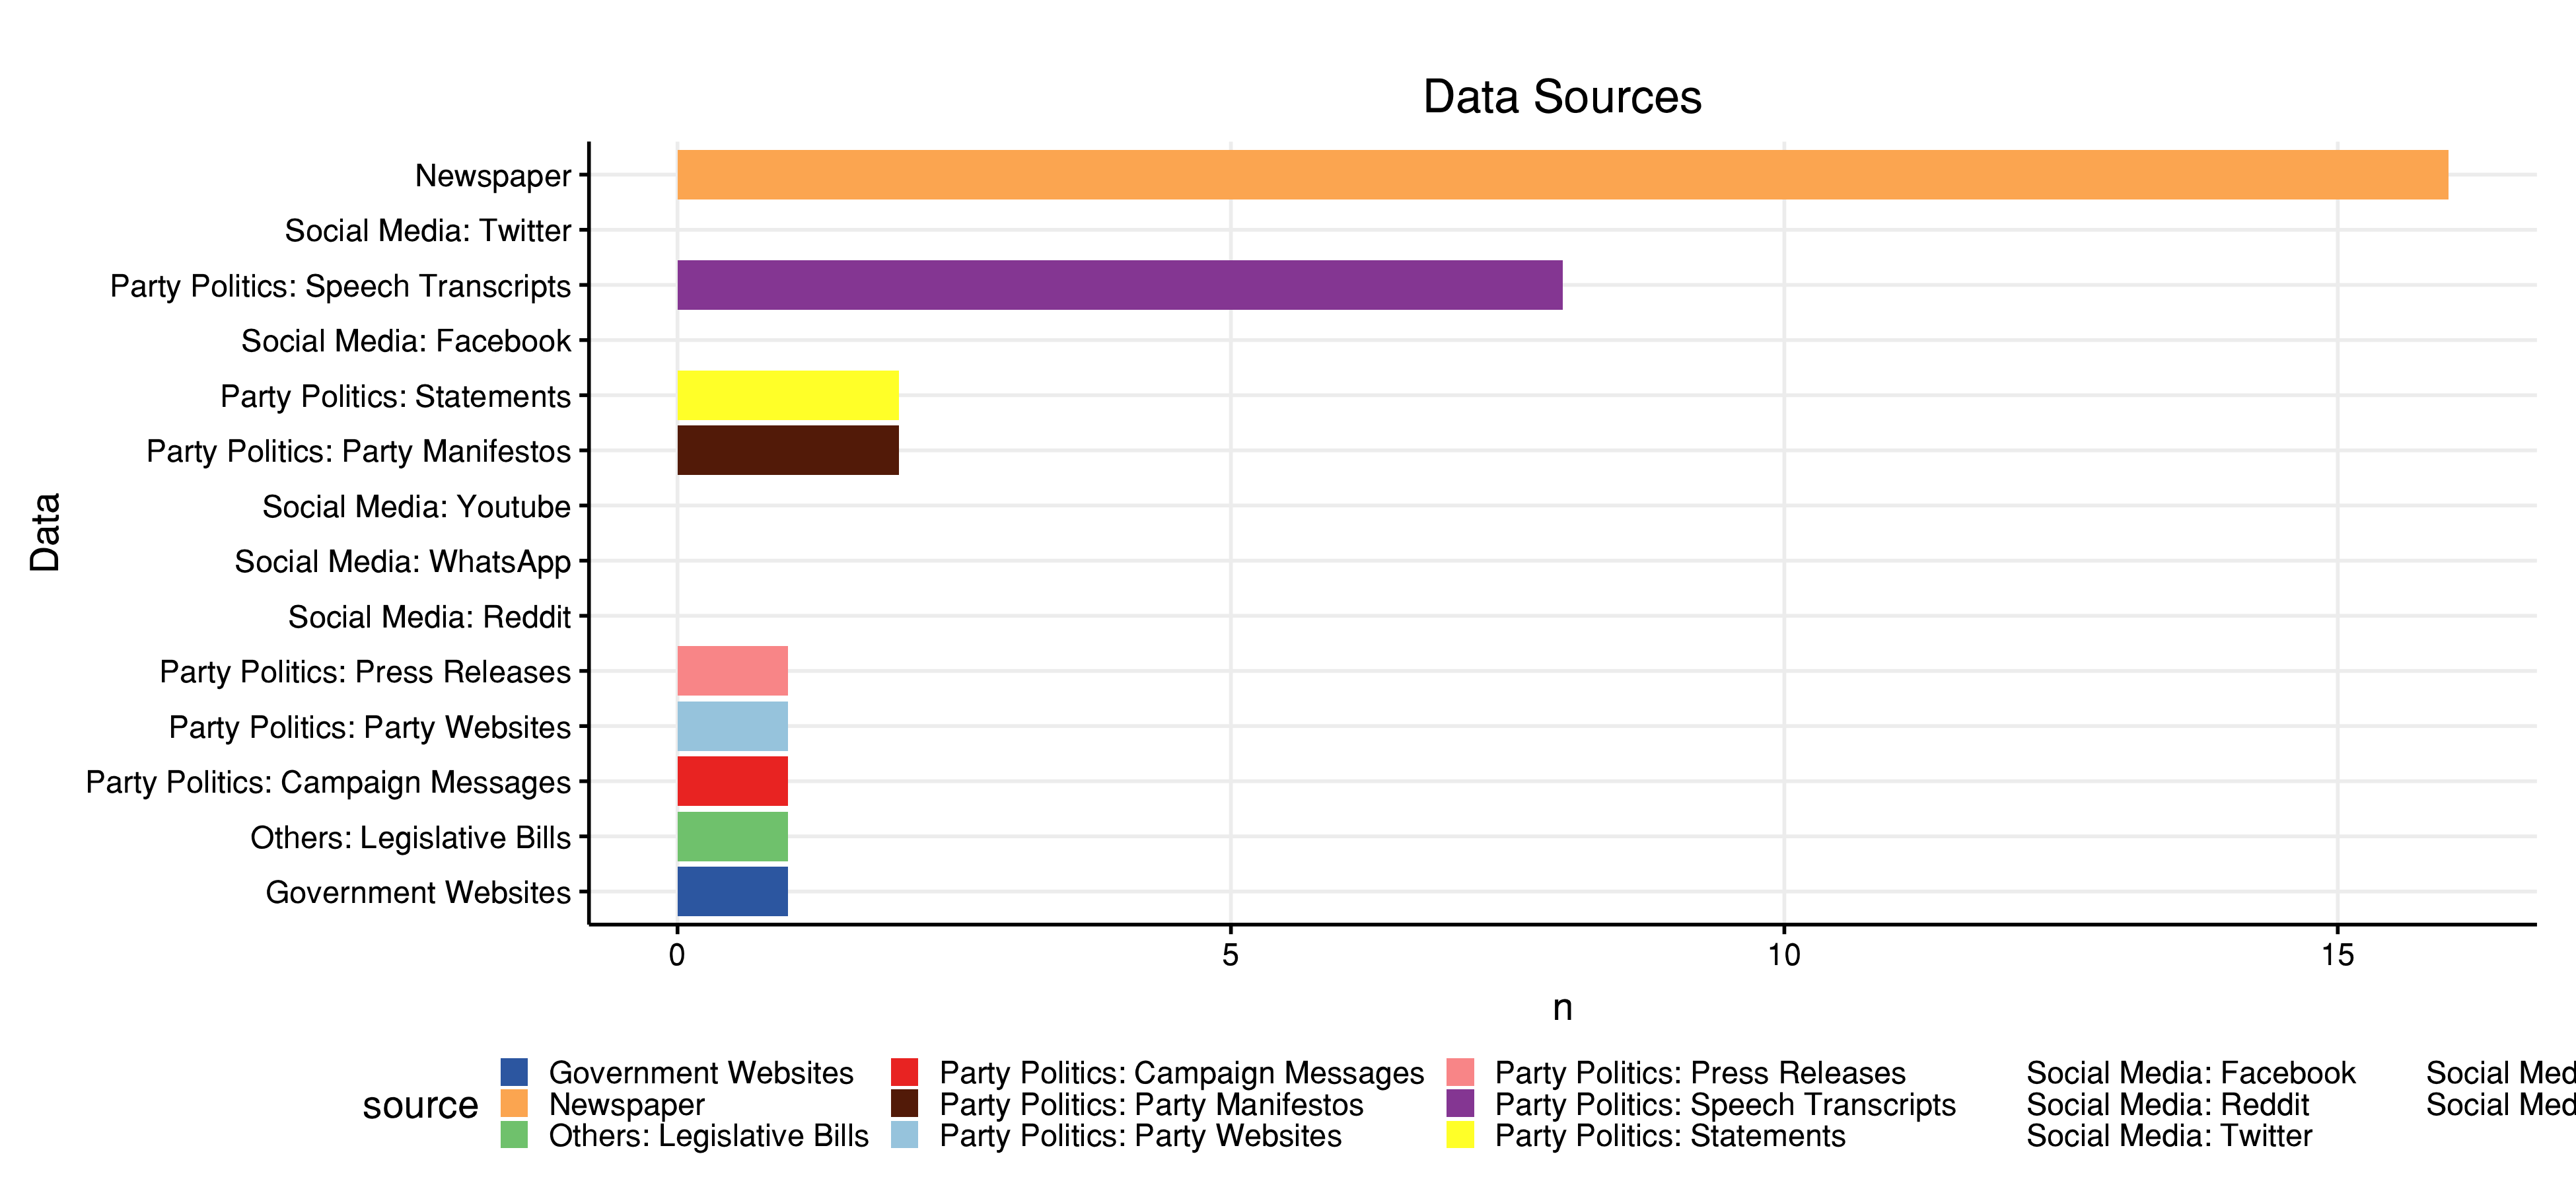 Data Sources
Newspaper
Social Media: Twitter
Party Politics: Speech Transcripts
Social Media: Facebook
Party Politics: Statements
Party Politics: Party Manifestos
Social Media: Youtube
Social Media: WhatsApp
Social Media: Reddit
Party Politics: Press Releases
Party Politics: Party Websites
Party Politics: Campaign Messages
Others: Legislative Bills
Government Websites
Data
0 5 10 15
n
source
Government Websites
Newspaper
Others: Legislative Bills
Party Politics: Campaign Messages
Party Politics: Party Manifestos
Party Politics: Party Websites
Party Politics: Press Releases
Party Politics: Speech Transcripts
Party Politics: Statements
Social Media: Facebook
Social Media: Reddit
Social Media: Twitter
Social Med
Social Med